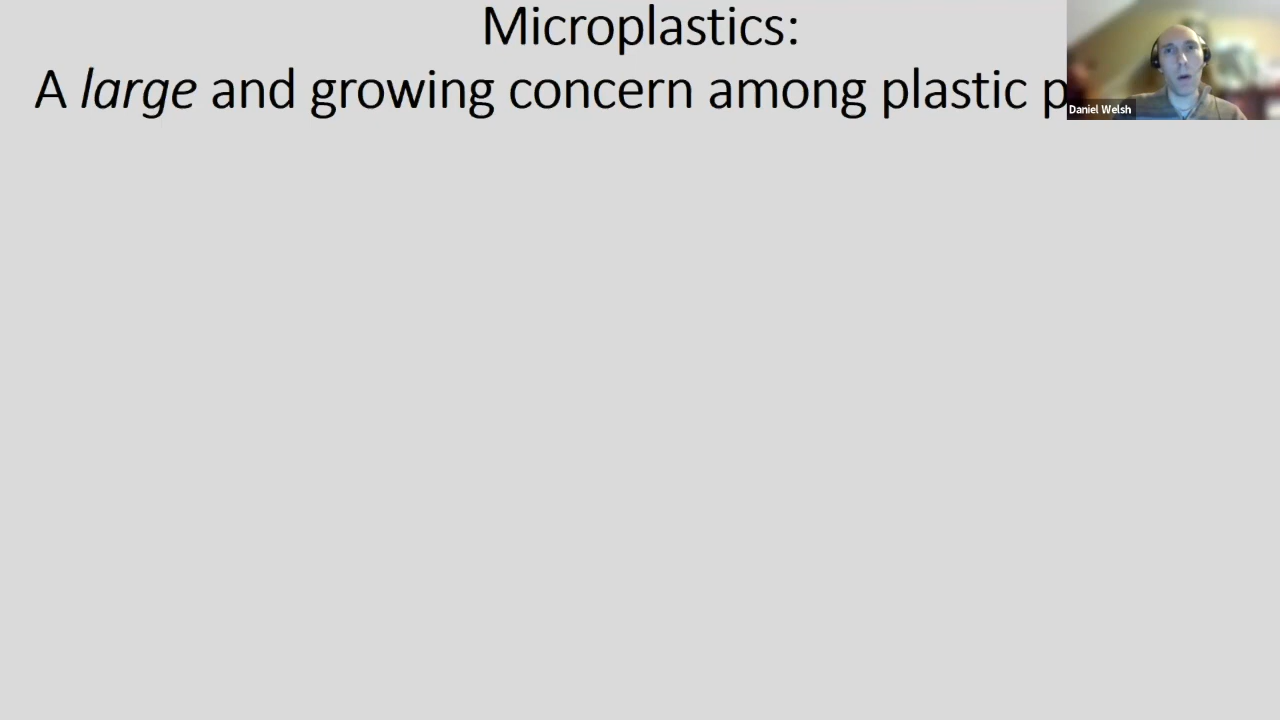 Microplastics:
A large and growing concern among plastic p
Daniel Welsh